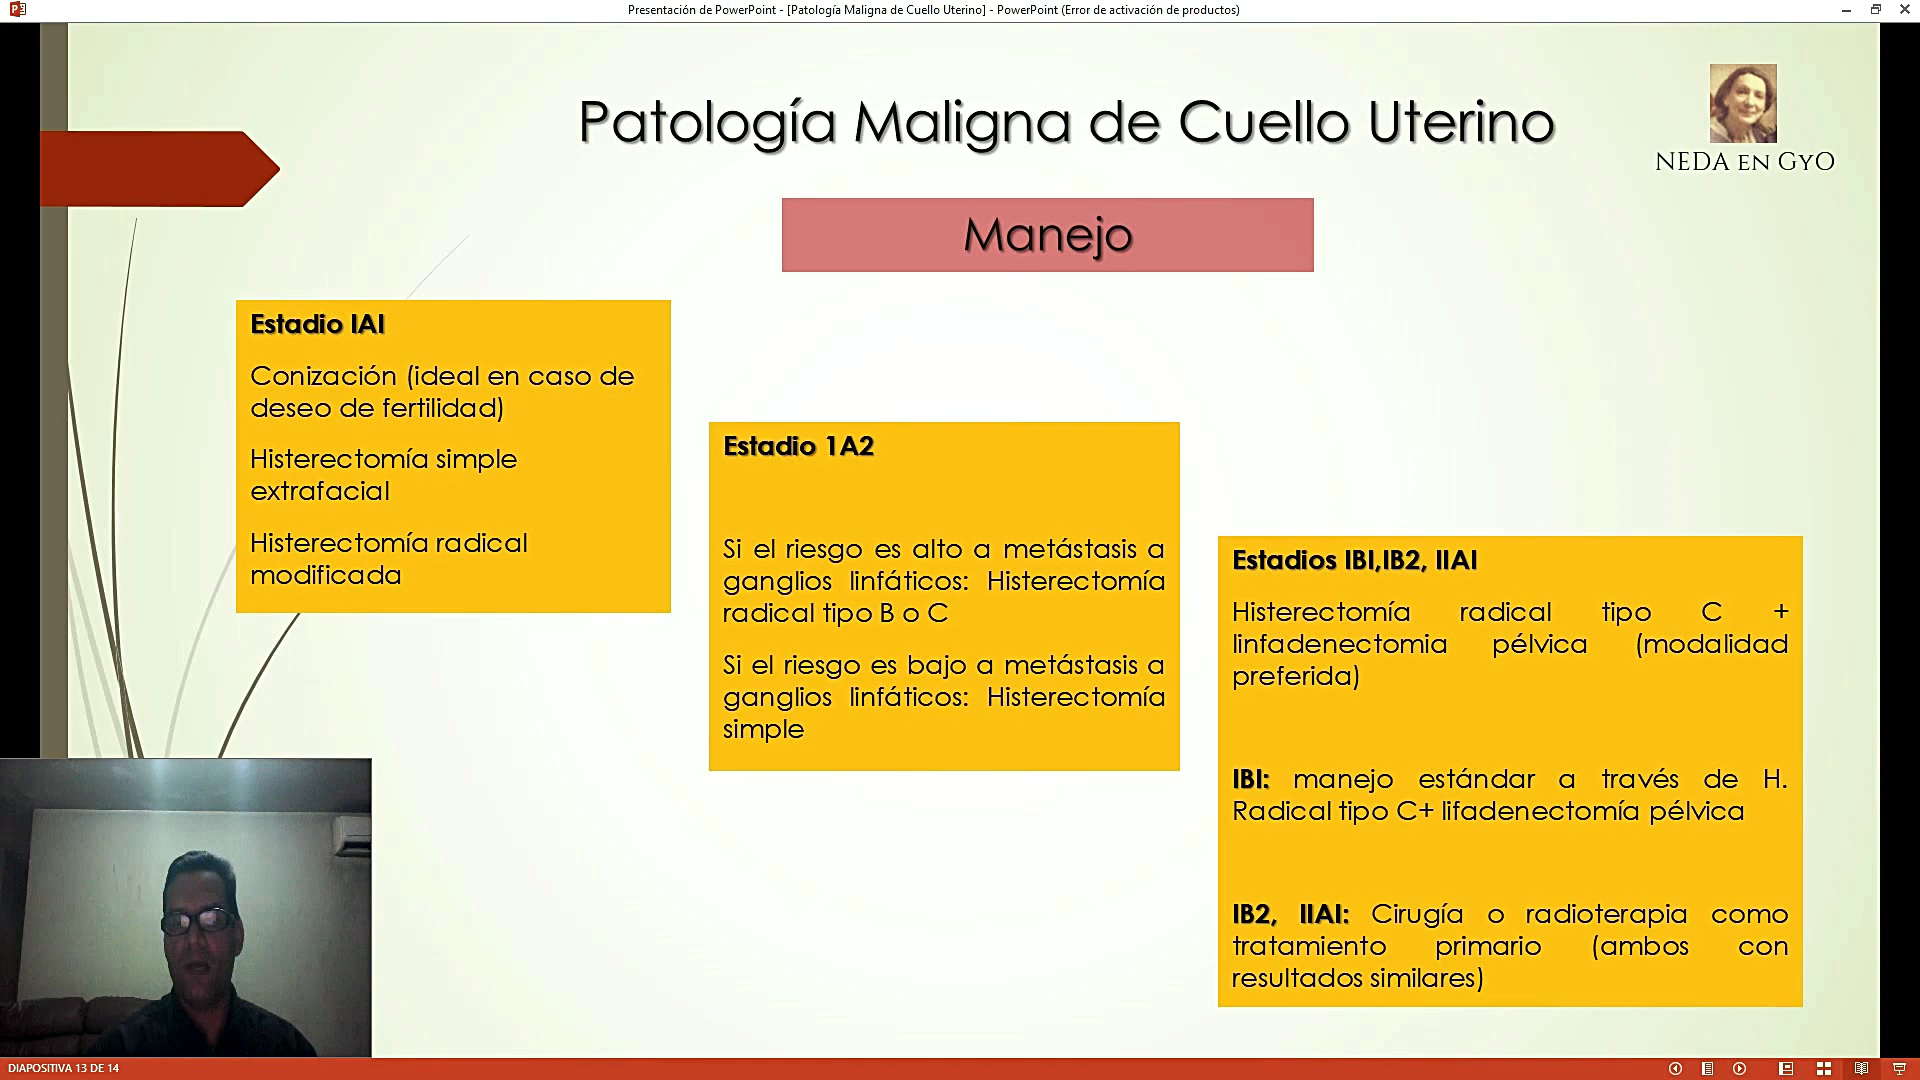 Presentación de PowerPoint - [Patología Maligna de Cuello Uterino] - PowerPoint (Error de activación de productos)
Patología Maligna de Cuello Uterino
NEDA EN GYO
Manejo
Estadio IAI
Conización (ideal en caso de
deseo de fertilidad)
Histerectomía simple
extrafacial
Histerectomía radical
modificada
Estadio 1A2
Si el riesgo es alto a metástasis a
ganglios linfáticos: Histerectomía
radical tipo B o C
Si el riesgo es bajo a metástasis a
ganglios linfáticos: Histerectomía
simple
Estadios IBI,IB2, IIAI
Histerectomía radical tipo C +
linfadenectomia pélvica (modalidad
preferida)
IBI: manejo estándar a través de H.
Radical tipo C+ lifadenectomía pélvica
IB2, IIAI: Cirugía o radioterapia como
tratamiento primario (ambos con
resultados similares)
DIAPOSITIVA 13 DE 14